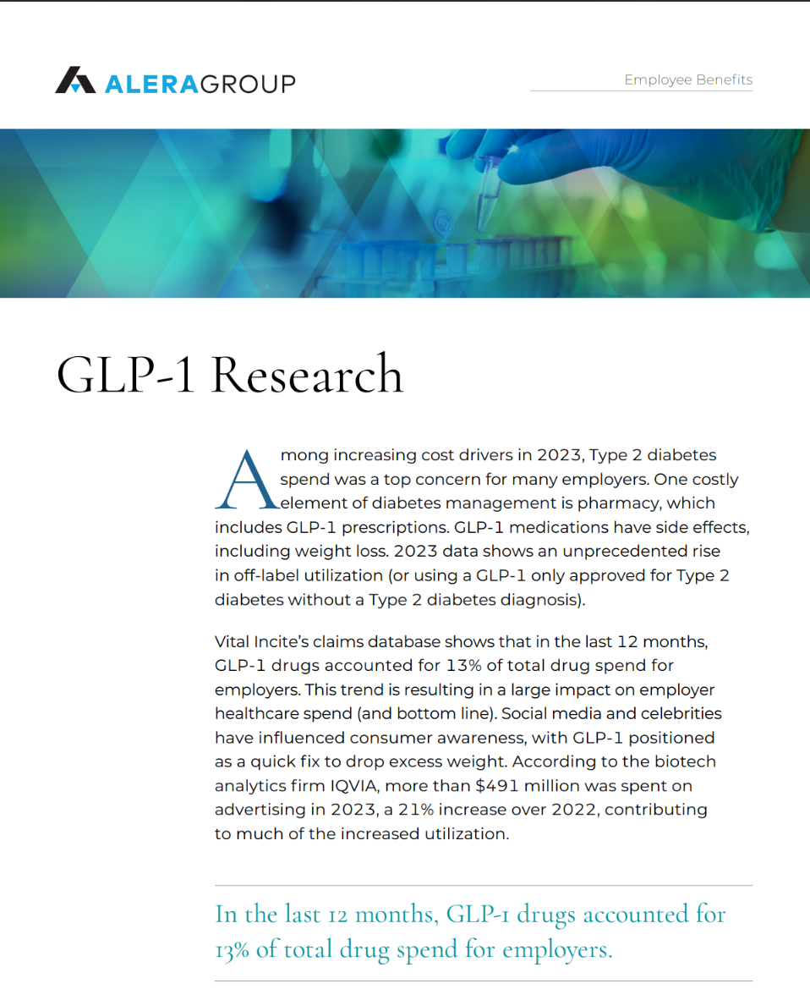 ALERAGROUP
Employee Benefits
GLP-1 Research
Among increasing cost drivers in 2023, Type 2 diabetes
spend was a top concern for many employers. One costly
element of diabetes management is pharmacy, which
includes GLP-1 prescriptions. GLP-1 medications have side effects,
including weight loss. 2023 data shows an unprecedented rise
in off-label utilization (or using a GLP-1 only approved for Type 2
diabetes without a Type 2 diabetes diagnosis).
Vital Incite’s claims database shows that in the last 12 months,
GLP-1 drugs accounted for 13% of total drug spend for
employers. This trend is resulting in a large impact on employer
healthcare spend (and bottom line). Social media and celebrities
have influenced consumer awareness, with GLP-1 positioned
as a quick fix to drop excess weight. According to the biotech
analytics firm IQVIA, more than $491 million was spent on
advertising in 2023, a 21% increase over 2022, contributing
to much of the increased utilization.
In the last 12 months, GLP-1 drugs accounted for
13% of total drug spend for employers.